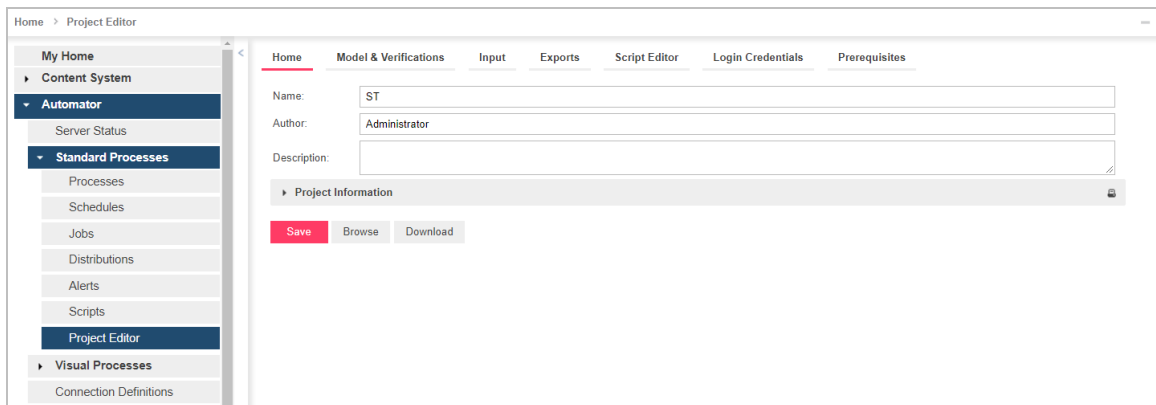 Home > Project Editor
My Home
Content System
Automator
Server Status
Standard Processes
Processes
Schedules
Jobs
Distributions
Alerts
Scripts
Project Editor
Visual Processes
Connection Definitions
Home Model & Verifications Input Exports Script Editor Login Credentials Prerequisites
Name: ST
Author: Administrator
Description:
Project Information
Save Browse Download